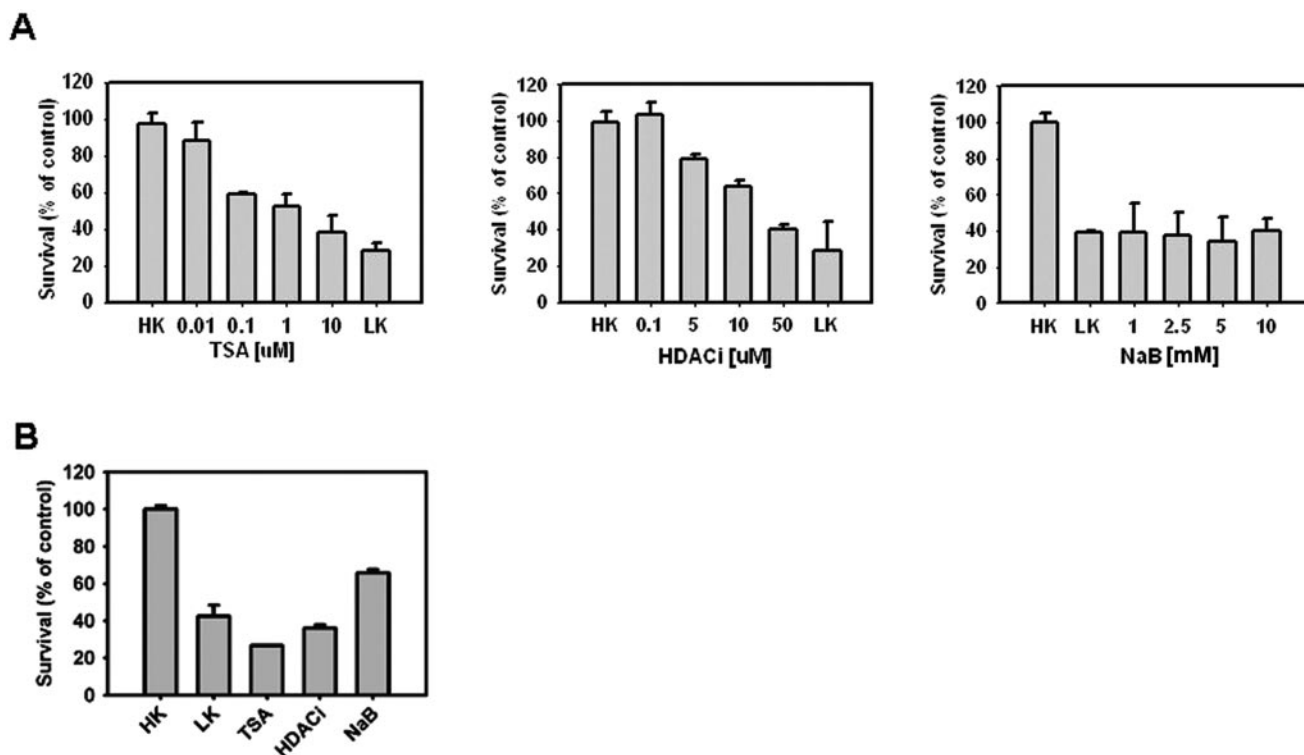 A
Survival (% of control)
120
100
80
60
40
20
0
HK 0.01 0.1 1 10 LK
TSA [uM]
Survival (% of control)
120
100
80
60
40
20
0
HK 0.1 5 10 50 LK
HDACi [uM]
Survival (% of control)
120
100
80
60
40
20
0
HK LK 1 2.5 5 10
NaB [mM]
B
Survival (% of control)
120
100
80
60
40
20
0
HK LK TSA HDACi NaB